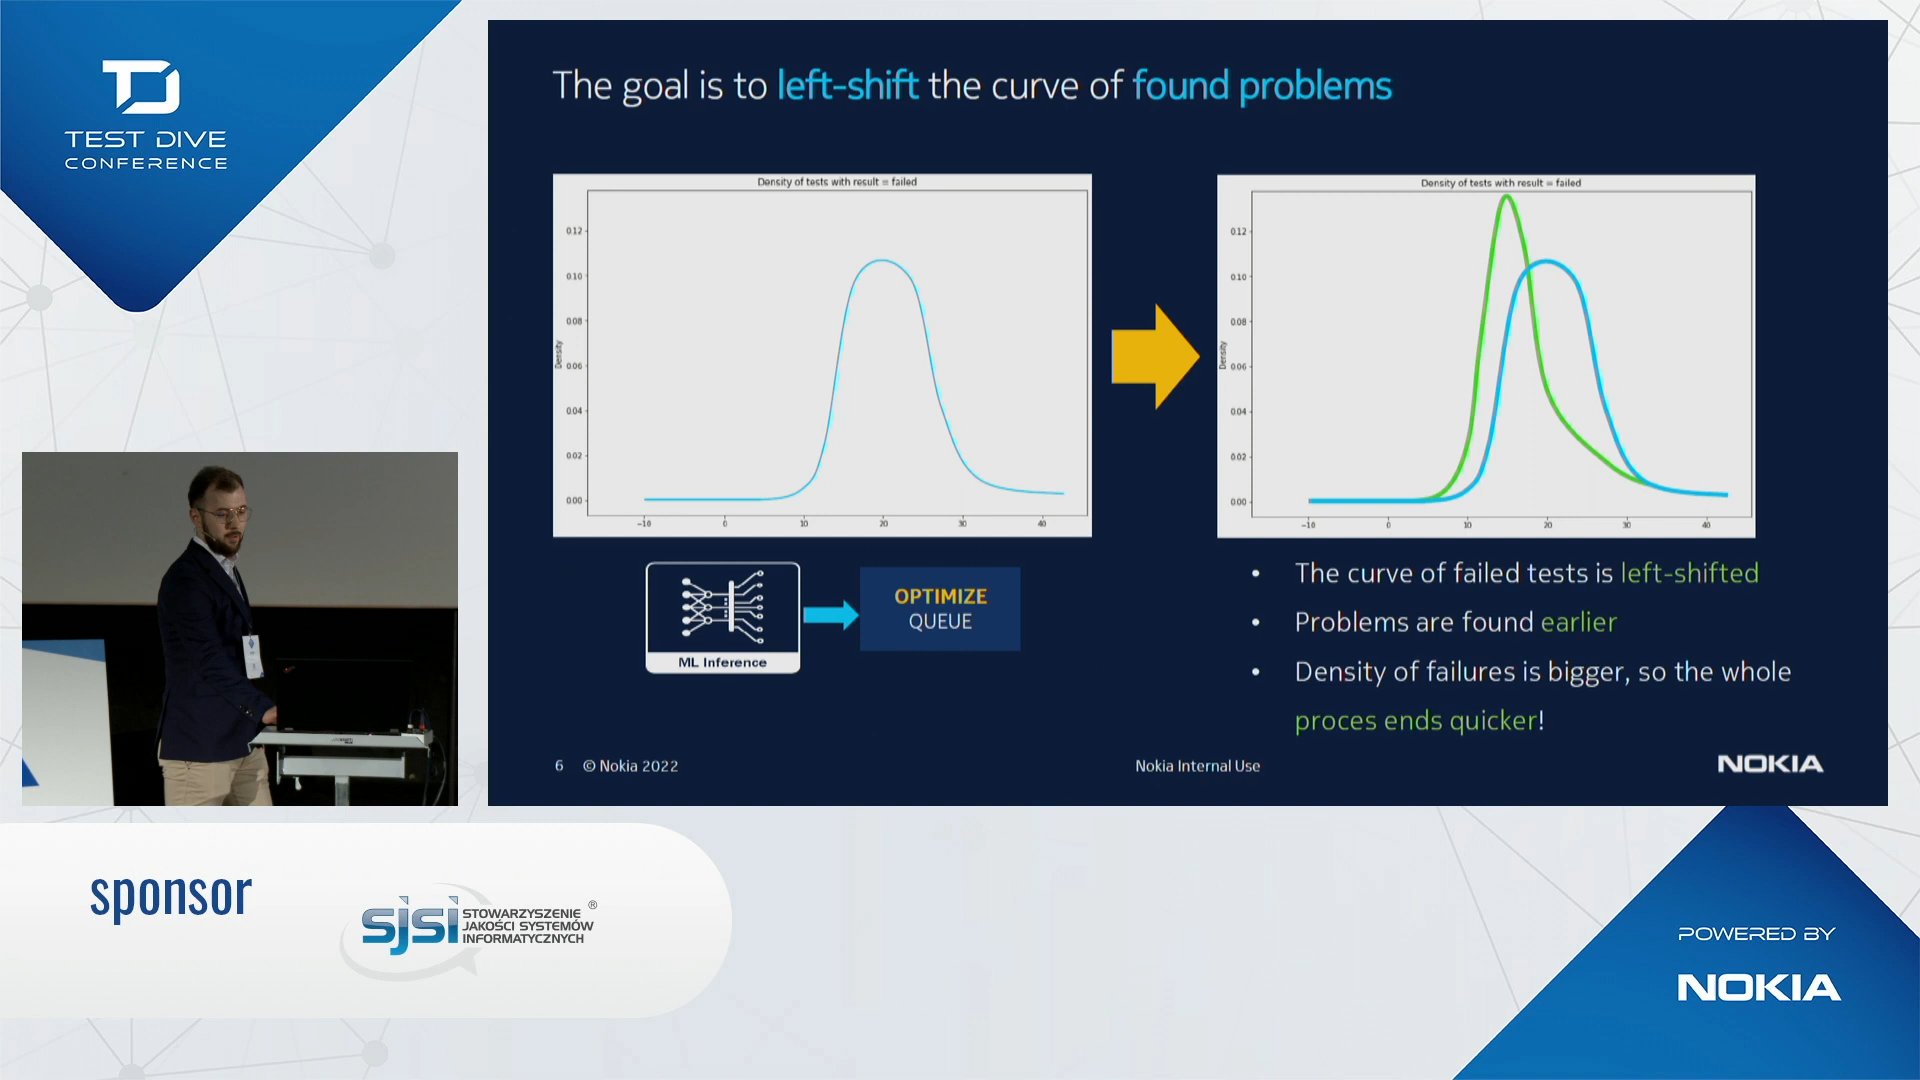 TEST DIVE
CONFERENCE
The goal is to left-shift the curve of found problems
Density of tests with result = failed
0.12
0.10
0.08
0.06
0.04
0.02
0.00
Density
-10
0
10
20
30
40
Density of tests with result = failed
0.12
0.10
0.08
0.06
0.04
0.02
0.00
Density
-10
0
10
20
30
40
ML Inference
OPTIMIZE
QUEUE
• The curve of failed tests is left-shifted
• Problems are found earlier
• Density of failures is bigger, so the whole
proces ends quicker!
6 © Nokia 2022
Nokia Internal Use
NOKIA
sponsor
sjsi
STOWARZYSZENIE ®
JAKOŚCI SYSTEMÓW
INFORMATYCZNYCH
POWERED BY
NOKIA